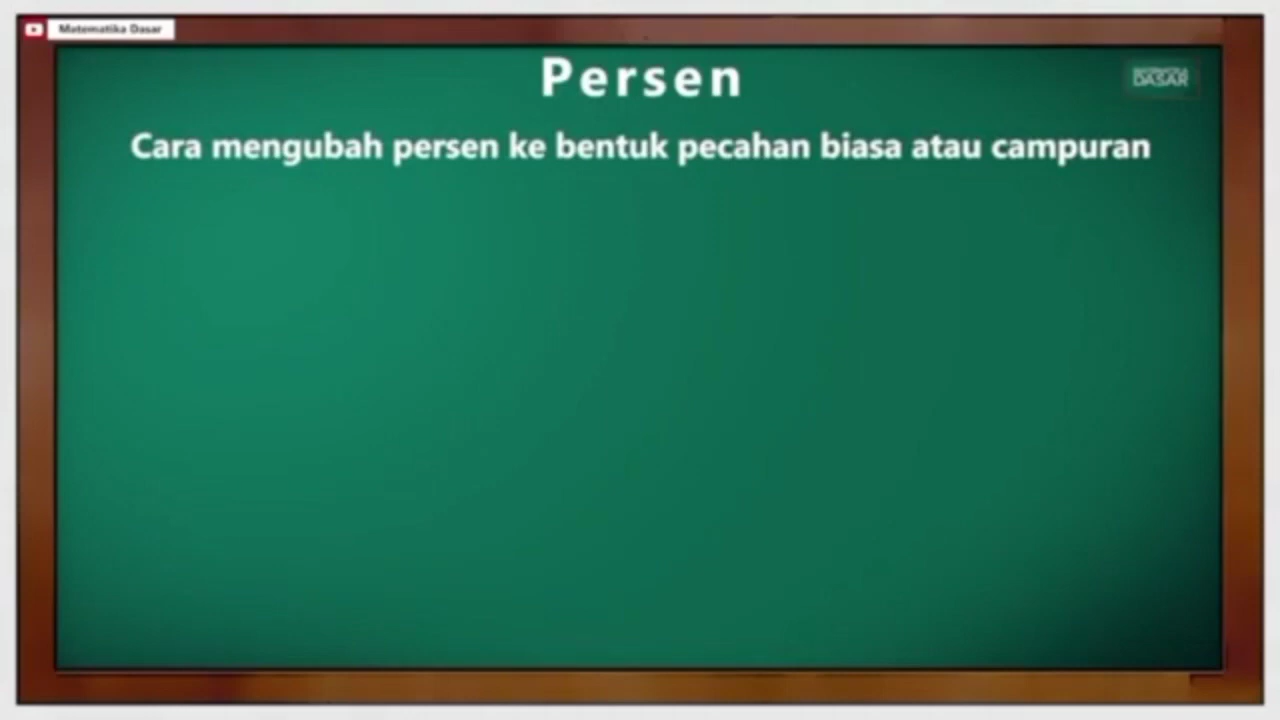 Matematika Dasar
Persen
DASAR
Cara mengubah persen ke bentuk pecahan biasa atau campuran